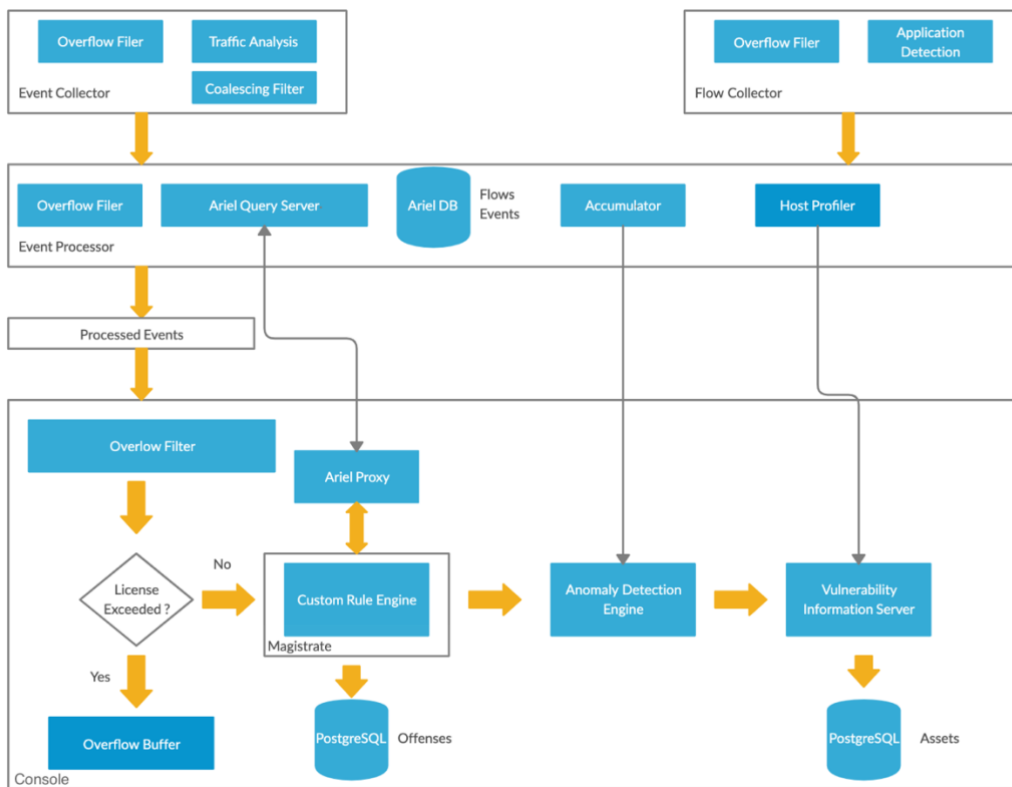 Overflow Filer
Traffic Analysis
Coalescing Filter
Event Collector
Overflow Filer
Application
Detection
Flow Collector
Overflow Filer
Ariel Query Server
Ariel DB
Flows
Events
Accumulator
Host Profiler
Event Processor
Processed Events
Overlow Filter
Ariel Proxy
License
Exceeded ?
No
Custom Rule Engine
Magistrate
Anomaly Detection
Engine
Vulnerability
Information Server
Yes
Overflow Buffer
PostgreSQL
Offenses
PostgreSQL
Assets
Console